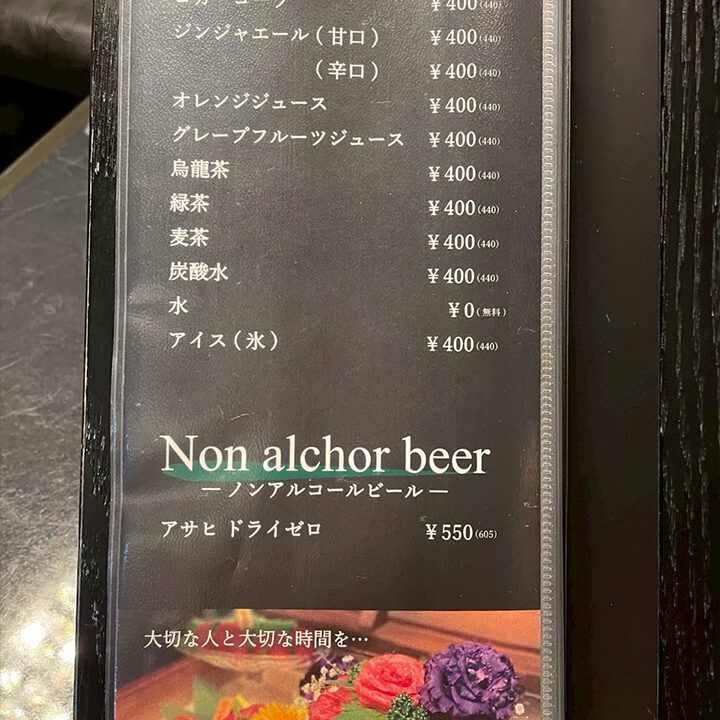 ¥400(440)
ジンジャエール (甘口) ¥400(440)
(辛口) ¥400(440)
オレンジジュース ¥400(440)
グレープフルーツジュース ¥400(440)
烏龍茶 ¥400(440)
緑茶 ¥400(440)
麦茶 ¥400(440)
炭酸水 ¥400(440)
水 ¥0(無料)
アイス (氷) ¥400(440)
Non alchor beer
― ノンアルコールビール ―
アサヒ ドライゼロ ¥550(605)
大切な人と大切な時間を…